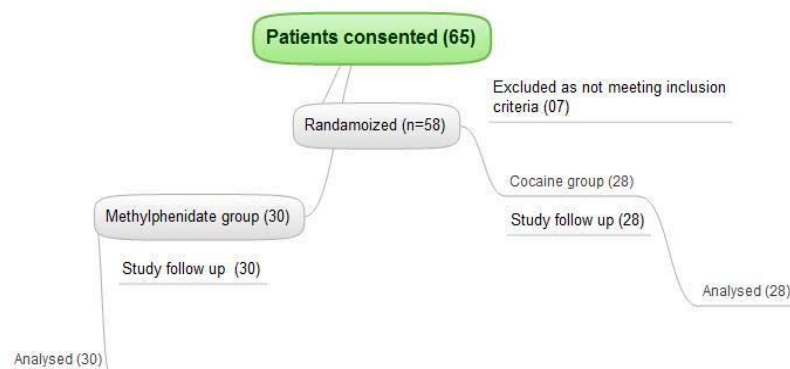 Patients consented (65)
Excluded as not meeting inclusion
criteria (07)
Randamoized (n=58)
Cocaine group (28)
Methylphenidate group (30)
Study follow up (28)
Study follow up (30)
Analysed (28)
Analysed (30)